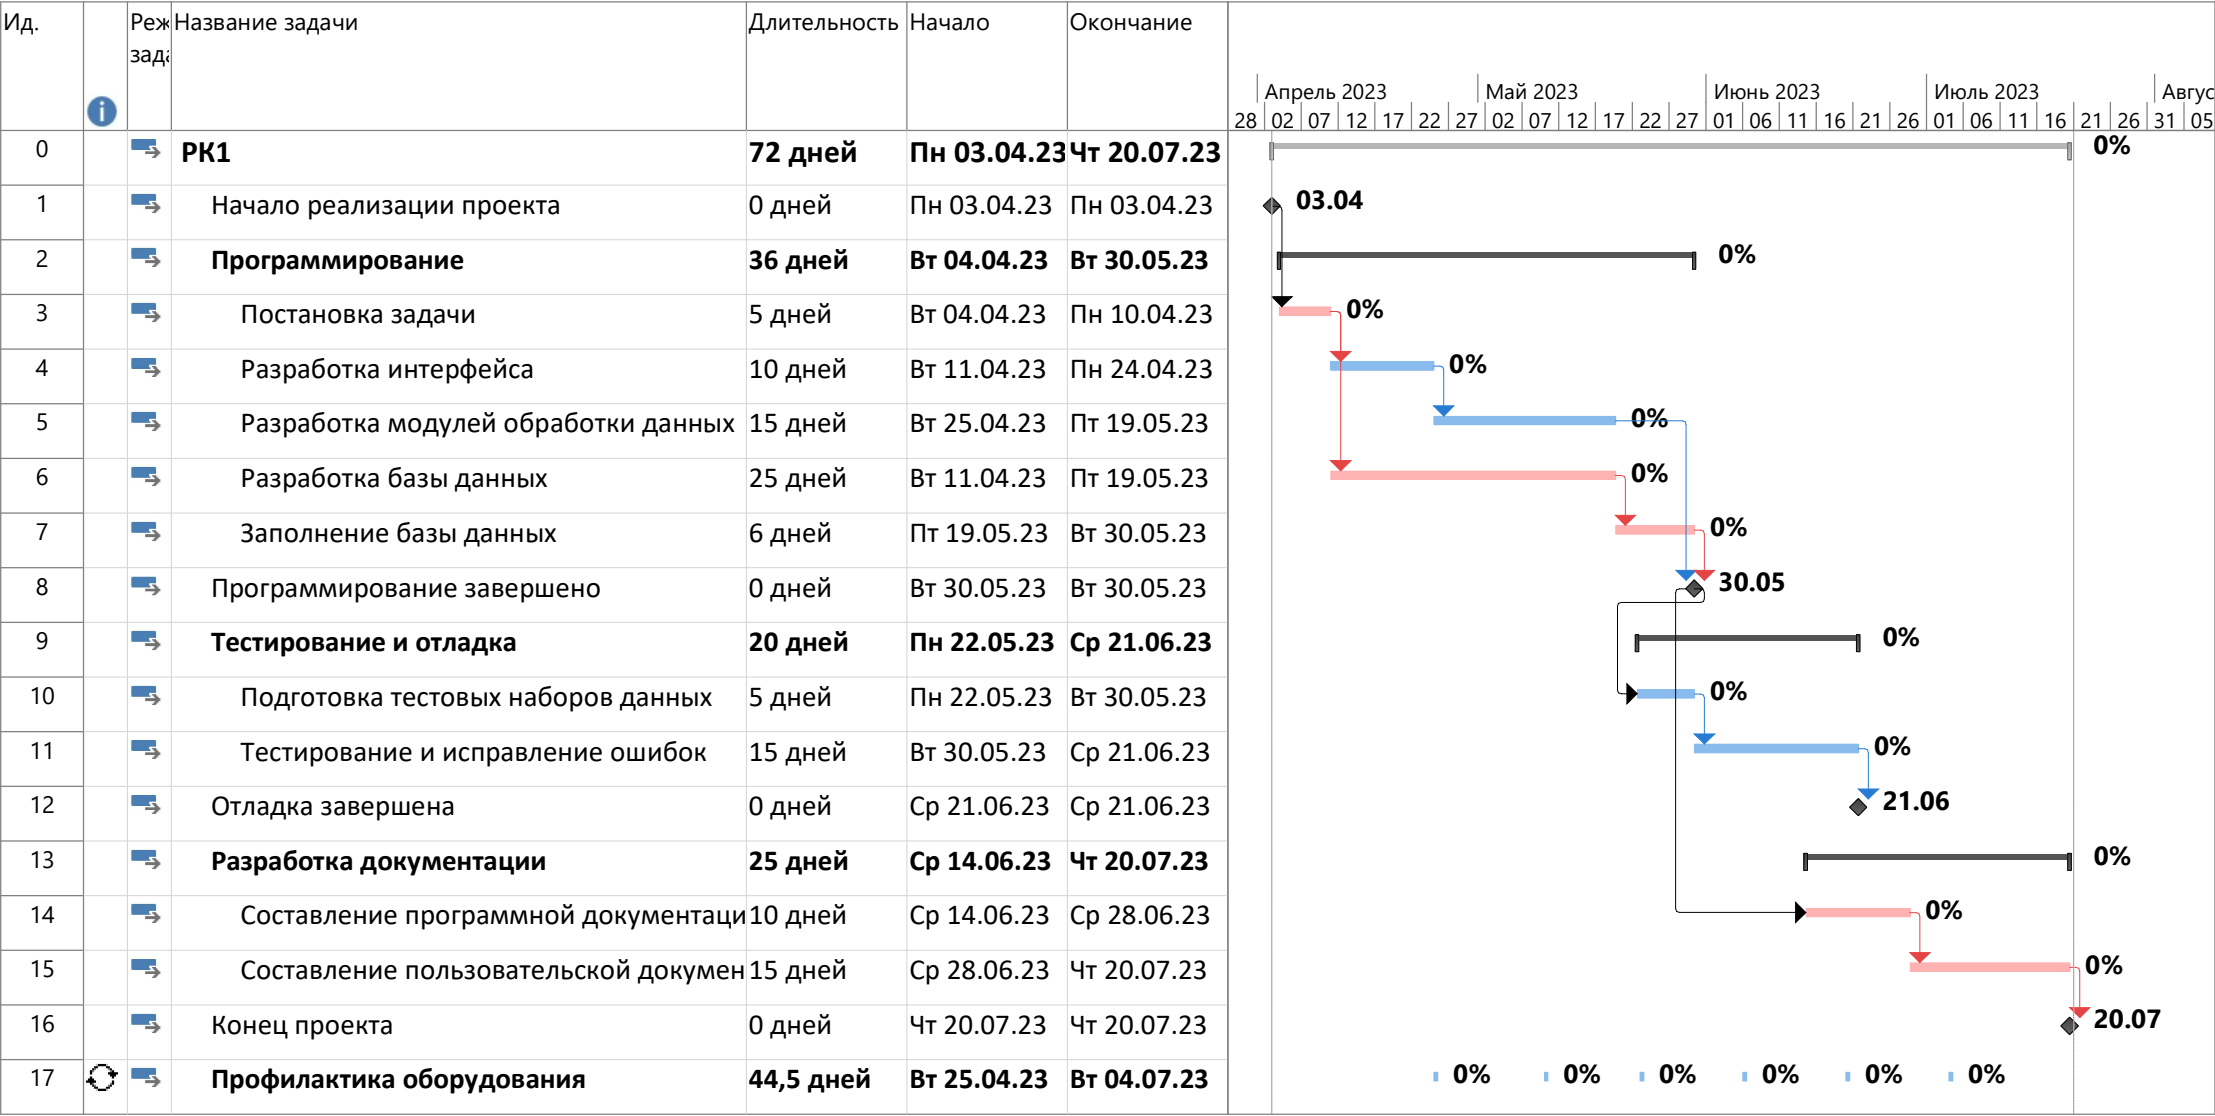 Ид.
Реж
зада
Название задачи
Длительность
Начало
Окончание
Апрель 2023
Май 2023
Июнь 2023
Июль 2023
Авгус
28 02 07 12 17 22 27 02 07 12 17 22 27 01 06 11 16 21 26 01 06 11 16 21 26 31 05
0 РК1 72 дней Пн 03.04.23 Чт 20.07.23 0%
1 Начало реализации проекта 0 дней Пн 03.04.23 Пн 03.04.23 03.04
2 Программирование 36 дней Вт 04.04.23 Вт 30.05.23 0%
3 Постановка задачи 5 дней Вт 04.04.23 Пн 10.04.23 0%
4 Разработка интерфейса 10 дней Вт 11.04.23 Пн 24.04.23 0%
5 Разработка модулей обработки данных 15 дней Вт 25.04.23 Пт 19.05.23 0%
6 Разработка базы данных 25 дней Вт 11.04.23 Пт 19.05.23 0%
7 Заполнение базы данных 6 дней Пт 19.05.23 Вт 30.05.23 0%
8 Программирование завершено 0 дней Вт 30.05.23 Вт 30.05.23 30.05
9 Тестирование и отладка 20 дней Пн 22.05.23 Ср 21.06.23 0%
10 Подготовка тестовых наборов данных 5 дней Пн 22.05.23 Вт 30.05.23 0%
11 Тестирование и исправление ошибок 15 дней Вт 30.05.23 Ср 21.06.23 0%
12 Отладка завершена 0 дней Ср 21.06.23 Ср 21.06.23 21.06
13 Разработка документации 25 дней Ср 14.06.23 Чт 20.07.23 0%
14 Составление программной документаци 10 дней Ср 14.06.23 Ср 28.06.23 0%
15 Составление пользовательской докумен 15 дней Ср 28.06.23 Чт 20.07.23 0%
16 Конец проекта 0 дней Чт 20.07.23 Чт 20.07.23 20.07
17 Профилактика оборудования 44,5 дней Вт 25.04.23 Вт 04.07.23 0% 0% 0% 0% 0% 0%